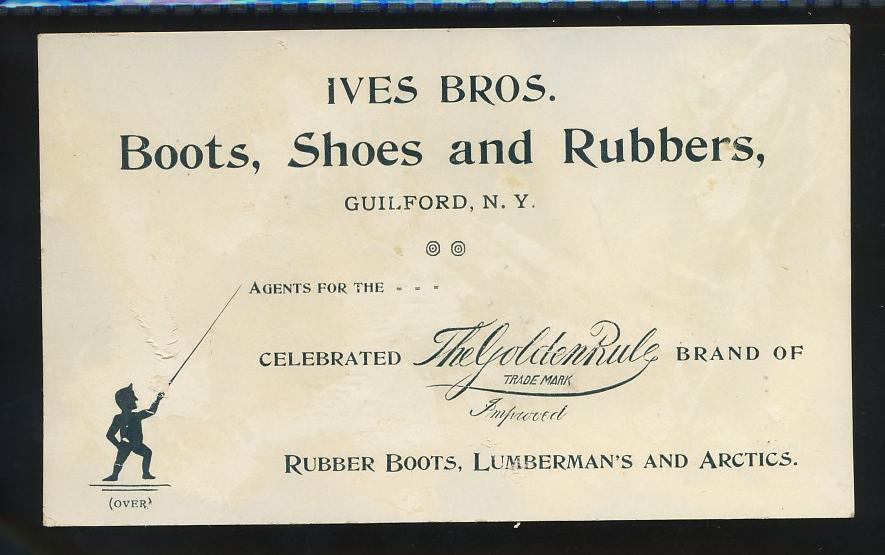 IVES BROS.
Boots, Shoes and Rubbers,
GUILFORD, N. Y.
AGENTS FOR THE - - -
CELEBRATED The Golden Rule BRAND OF
TRADE MARK
Improved
RUBBER BOOTS, LUMBERMAN'S AND ARCTICS.
(OVER)